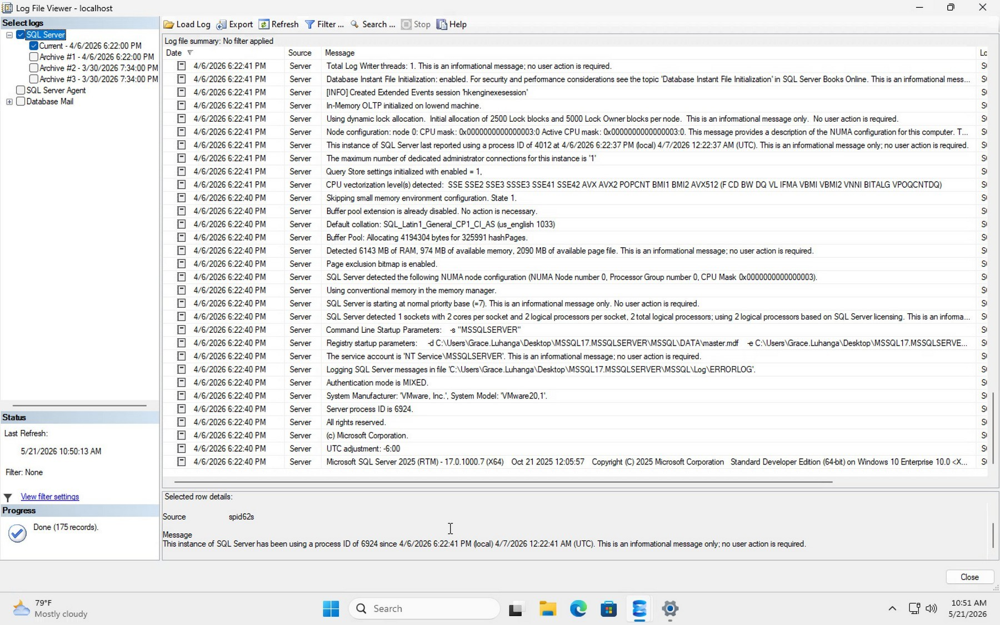 Log File Viewer - localhost
Select logs
SQL Server
Current - 4/6/2026 6:22:00 PM
Archive #1 - 4/6/2026 6:22:00 PM
Archive #2 - 3/30/2026 7:34:00 PM
Archive #3 - 3/30/2026 7:34:00 PM
SQL Server Agent
Database Mail
Status
Last Refresh:
5/21/2026 10:50:13 AM
Filter: None
View filter settings
Progress
Done (175 records).
Load Log Export Refresh Filter ... Search ... Stop Help
Log file summary: No filter applied
Date Source Message Lo
4/6/2026 6:22:41 PM Server Total Log Writer threads: 1. This is an informational message; no user action is required.
4/6/2026 6:22:41 PM Server Database Instant File Initialization: enabled. For security and performance considerations see the topic 'Database Instant File Initialization' in SQL Server Books Online. This is an informational mess...
4/6/2026 6:22:41 PM Server [INFO] Created Extended Events session 'hkenginexesession'
4/6/2026 6:22:41 PM Server In-Memory OLTP initialized on lowend machine.
4/6/2026 6:22:41 PM Server Using dynamic lock allocation. Initial allocation of 2500 Lock blocks and 5000 Lock Owner blocks per node. This is an informational message only. No user action is required.
4/6/2026 6:22:41 PM Server Node configuration: node 0: CPU mask: 0x0000000000000003:0 Active CPU mask: 0x0000000000000003:0. This message provides a description of the NUMA configuration for this computer. T...
4/6/2026 6:22:41 PM Server This instance of SQL Server last reported using a process ID of 4012 at 4/6/2026 6:22:37 PM (local) 4/7/2026 12:22:37 AM (UTC). This is an informational message only; no user action is required.
4/6/2026 6:22:41 PM Server The maximum number of dedicated administrator connections for this instance is '1'
4/6/2026 6:22:41 PM Server Query Store settings initialized with enabled = 1,
4/6/2026 6:22:41 PM Server CPU vectorization level(s) detected: SSE SSE2 SSE3 SSSE3 SSE41 SSE42 AVX AVX2 POPCNT BMI1 BMI2 AVX512 (F CD BW DQ VL IFMA VBMI VBMI2 VNNI BITALG VPOPCNTDQ)
4/6/2026 6:22:40 PM Server Skipping small memory environment configuration. State 1.
4/6/2026 6:22:40 PM Server Buffer pool extension is already disabled. No action is necessary.
4/6/2026 6:22:40 PM Server Default collation: SQL_Latin1_General_CP1_CI_AS (us_english 1033)
4/6/2026 6:22:40 PM Server Buffer Pool: Allocating 4194304 bytes for 325991 hashPages.
4/6/2026 6:22:40 PM Server Detected 6143 MB of RAM, 974 MB of available memory, 2090 MB of available page file. This is an informational message; no user action is required.
4/6/2026 6:22:40 PM Server Page exclusion bitmap is enabled.
4/6/2026 6:22:40 PM Server SQL Server detected the following NUMA node configuration (NUMA Node number 0, Processor Group number 0, CPU Mask 0x0000000000000003).
4/6/2026 6:22:40 PM Server Using conventional memory in the memory manager.
4/6/2026 6:22:40 PM Server SQL Server is starting at normal priority base (=7). This is an informational message only. No user action is required.
4/6/2026 6:22:40 PM Server SQL Server detected 1 sockets with 2 cores per socket and 2 logical processors per socket, 2 total logical processors; using 2 logical processors based on SQL Server licensing. This is an informa...
4/6/2026 6:22:40 PM Server Command Line Startup Parameters: -s "MSSQLSERVER"
4/6/2026 6:22:40 PM Server Registry startup parameters: -d C:\Users\Grace.Luhanga\Desktop\MSSQL17.MSSQLSERVER\MSSQL\DATA\master.mdf -e C:\Users\Grace.Luhanga\Desktop\MSSQL17.MSSQLSERVE...
4/6/2026 6:22:40 PM Server The service account is 'NT Service\MSSQLSERVER'. This is an informational message; no user action is required.
4/6/2026 6:22:40 PM Server Logging SQL Server messages in file 'C:\Users\Grace.Luhanga\Desktop\MSSQL17.MSSQLSERVER\MSSQL\Log\ERRORLOG'.
4/6/2026 6:22:40 PM Server Authentication mode is MIXED.
4/6/2026 6:22:40 PM Server System Manufacturer: 'VMware, Inc.', System Model: 'VMware20,1'.
4/6/2026 6:22:40 PM Server Server process ID is 6924.
4/6/2026 6:22:40 PM Server All rights reserved.
4/6/2026 6:22:40 PM Server (c) Microsoft Corporation.
4/6/2026 6:22:40 PM Server UTC adjustment: -6:00
4/6/2026 6:22:40 PM Server Microsoft SQL Server 2025 (RTM) - 17.0.1000.7 (X64) Oct 21 2025 12:05:57 Copyright (C) 2025 Microsoft Corporation Standard Developer Edition (64-bit) on Windows 10 Enterprise 10.0 <X...
Selected row details:
Source spid62s
Message
This instance of SQL Server has been using a process ID of 6924 since 4/6/2026 6:22:41 PM (local) 4/7/2026 12:22:41 AM (UTC). This is an informational message only; no user action is required.
Close
79°F
Mostly cloudy
Search
10:51 AM
5/21/2026